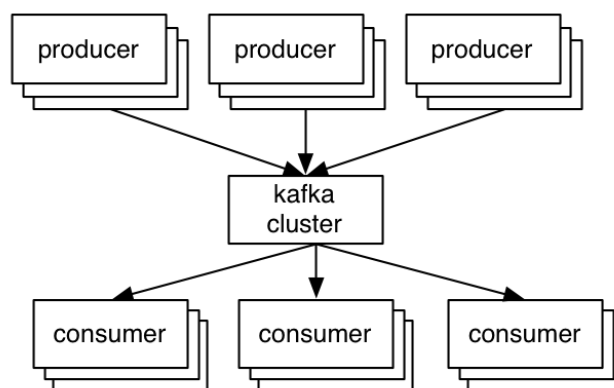 producer
producer
producer
kafka
cluster
consumer
consumer
consumer